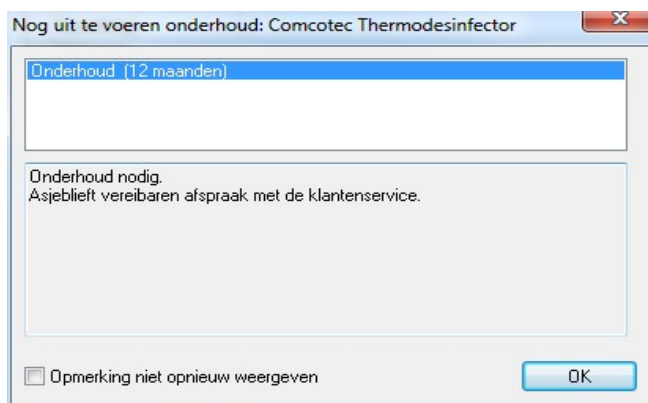 Nog uit te voeren onderhoud: Comcotec Thermodesinfector
Onderhoud (12 maanden)
Onderhoud nodig.
Asjeblieft vereibaren afspraak met de klantenservice.
Opmerking niet opnieuw weergeven
OK